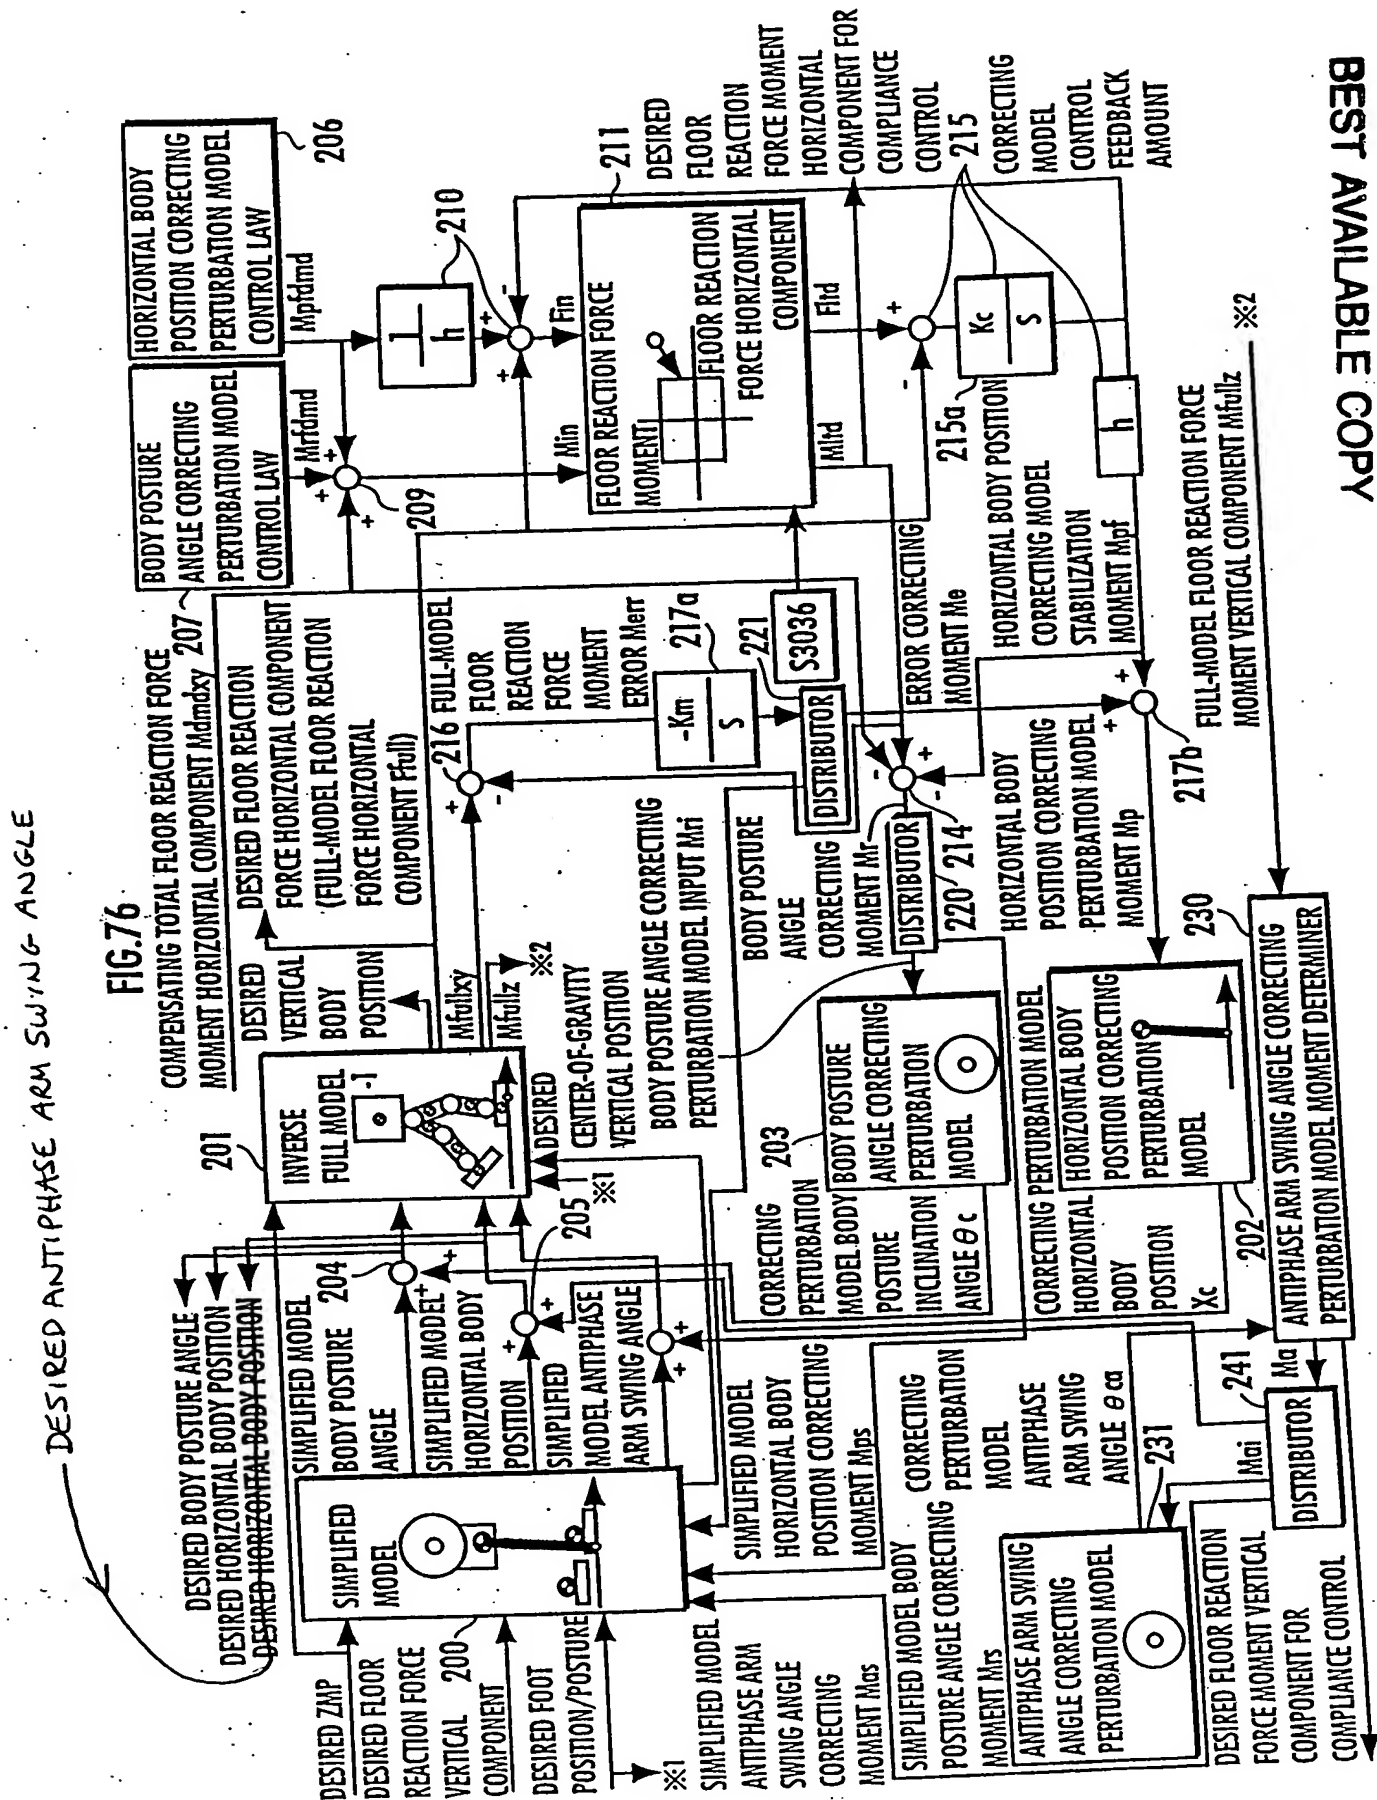 BEST AVAILABLE COPY
DESIRED ANTIPHASE ARM SWING ANGLE
FIG.76
COMPENSATING TOTAL FLOOR REACTION FORCE
MOMENT HORIZONTAL COMPONENT Mdmdxy
207
BODY POSTURE
ANGLE CORRECTING
PERTURBATION MODEL
CONTROL LAW
HORIZONTAL BODY
POSITION CORRECTING
PERTURBATION MODEL
CONTROL LAW
206
Mrfdmd
Mpfdmd
+
+
+
209
1
h
210
+
+
-
DESIRED FLOOR REACTION
FORCE HORIZONTAL COMPONENT
(FULL-MODEL FLOOR REACTION
FORCE HORIZONTAL
COMPONENT Ffull)
DESIRED
VERTICAL
BODY
POSITION
Min
Fin
FLOOR REACTION FORCE
MOMENT
FLOOR REACTION
FORCE HORIZONTAL
COMPONENT
211
DESIRED
FLOOR
REACTION
FORCE MOMENT
HORIZONTAL
COMPONENT FOR
COMPLIANCE
CONTROL
Mltd
Fltd
215
CORRECTING
MODEL
CONTROL
FEEDBACK
AMOUNT
+
-
Kc
S
215a
h
201
INVERSE
FULL MODEL
-1
Mfullxy
Mfullz
※2
216
+
-
FULL-MODEL
FLOOR
REACTION
FORCE
MOMENT
ERROR Merr
217a
-Km
S
221
DISTRIBUTOR
S3036
ERROR CORRECTING
MOMENT Me
HORIZONTAL BODY POSITION
CORRECTING MODEL
STABILIZATION
MOMENT Mpf
DESIRED
CENTER-OF-GRAVITY
VERTICAL POSITION
※1
BODY POSTURE ANGLE CORRECTING
PERTURBATION MODEL INPUT Mri
BODY POSTURE
ANGLE
CORRECTING
MOMENT Mr
-
+
-
DISTRIBUTOR
220
214
HORIZONTAL BODY
POSITION CORRECTING
PERTURBATION MODEL
MOMENT Mp
+
+
217b
FULL-MODEL FLOOR REACTION FORCE
MOMENT VERTICAL COMPONENT Mfullz
※2
DESIRED BODY POSTURE ANGLE
DESIRED HORIZONTAL BODY POSITION
DESIRED HORIZONTAL BODY POSITION
SIMPLIFIED MODEL
BODY POSTURE
ANGLE
204
+
+
SIMPLIFIED MODEL
HORIZONTAL BODY
POSITION
205
+
+
SIMPLIFIED
MODEL ANTIPHASE
ARM SWING ANGLE
+
+
203
BODY POSTURE
ANGLE CORRECTING
PERTURBATION
MODEL
CORRECTING
PERTURBATION
MODEL BODY
POSTURE
INCLINATION
ANGLE θc
HORIZONTAL BODY
POSITION CORRECTING
PERTURBATION
MODEL
202
CORRECTING PERTURBATION MODEL
HORIZONTAL
BODY
POSITION
Xc
230
ANTIPHASE ARM SWING ANGLE CORRECTING
PERTURBATION MODEL MOMENT DETERMINER
SIMPLIFIED
MODEL
200
DESIRED ZMP
DESIRED FLOOR
REACTION FORCE
VERTICAL
COMPONENT
DESIRED FOOT
POSITION/POSTURE
※1
SIMPLIFIED MODEL
HORIZONTAL BODY
POSITION CORRECTING
MOMENT Mps
SIMPLIFIED MODEL
ANTIPHASE ARM
SWING ANGLE
CORRECTING
MOMENT Mas
SIMPLIFIED MODEL BODY
POSTURE ANGLE CORRECTING
MOMENT Mrs
CORRECTING
PERTURBATION
MODEL
ANTIPHASE
ARM SWING
ANGLE θca
231
ANTIPHASE ARM SWING
ANGLE CORRECTING
PERTURBATION MODEL
Ma
241
Mai
DISTRIBUTOR
DESIRED FLOOR REACTION
FORCE MOMENT VERTICAL
COMPONENT FOR
COMPLIANCE CONTROL